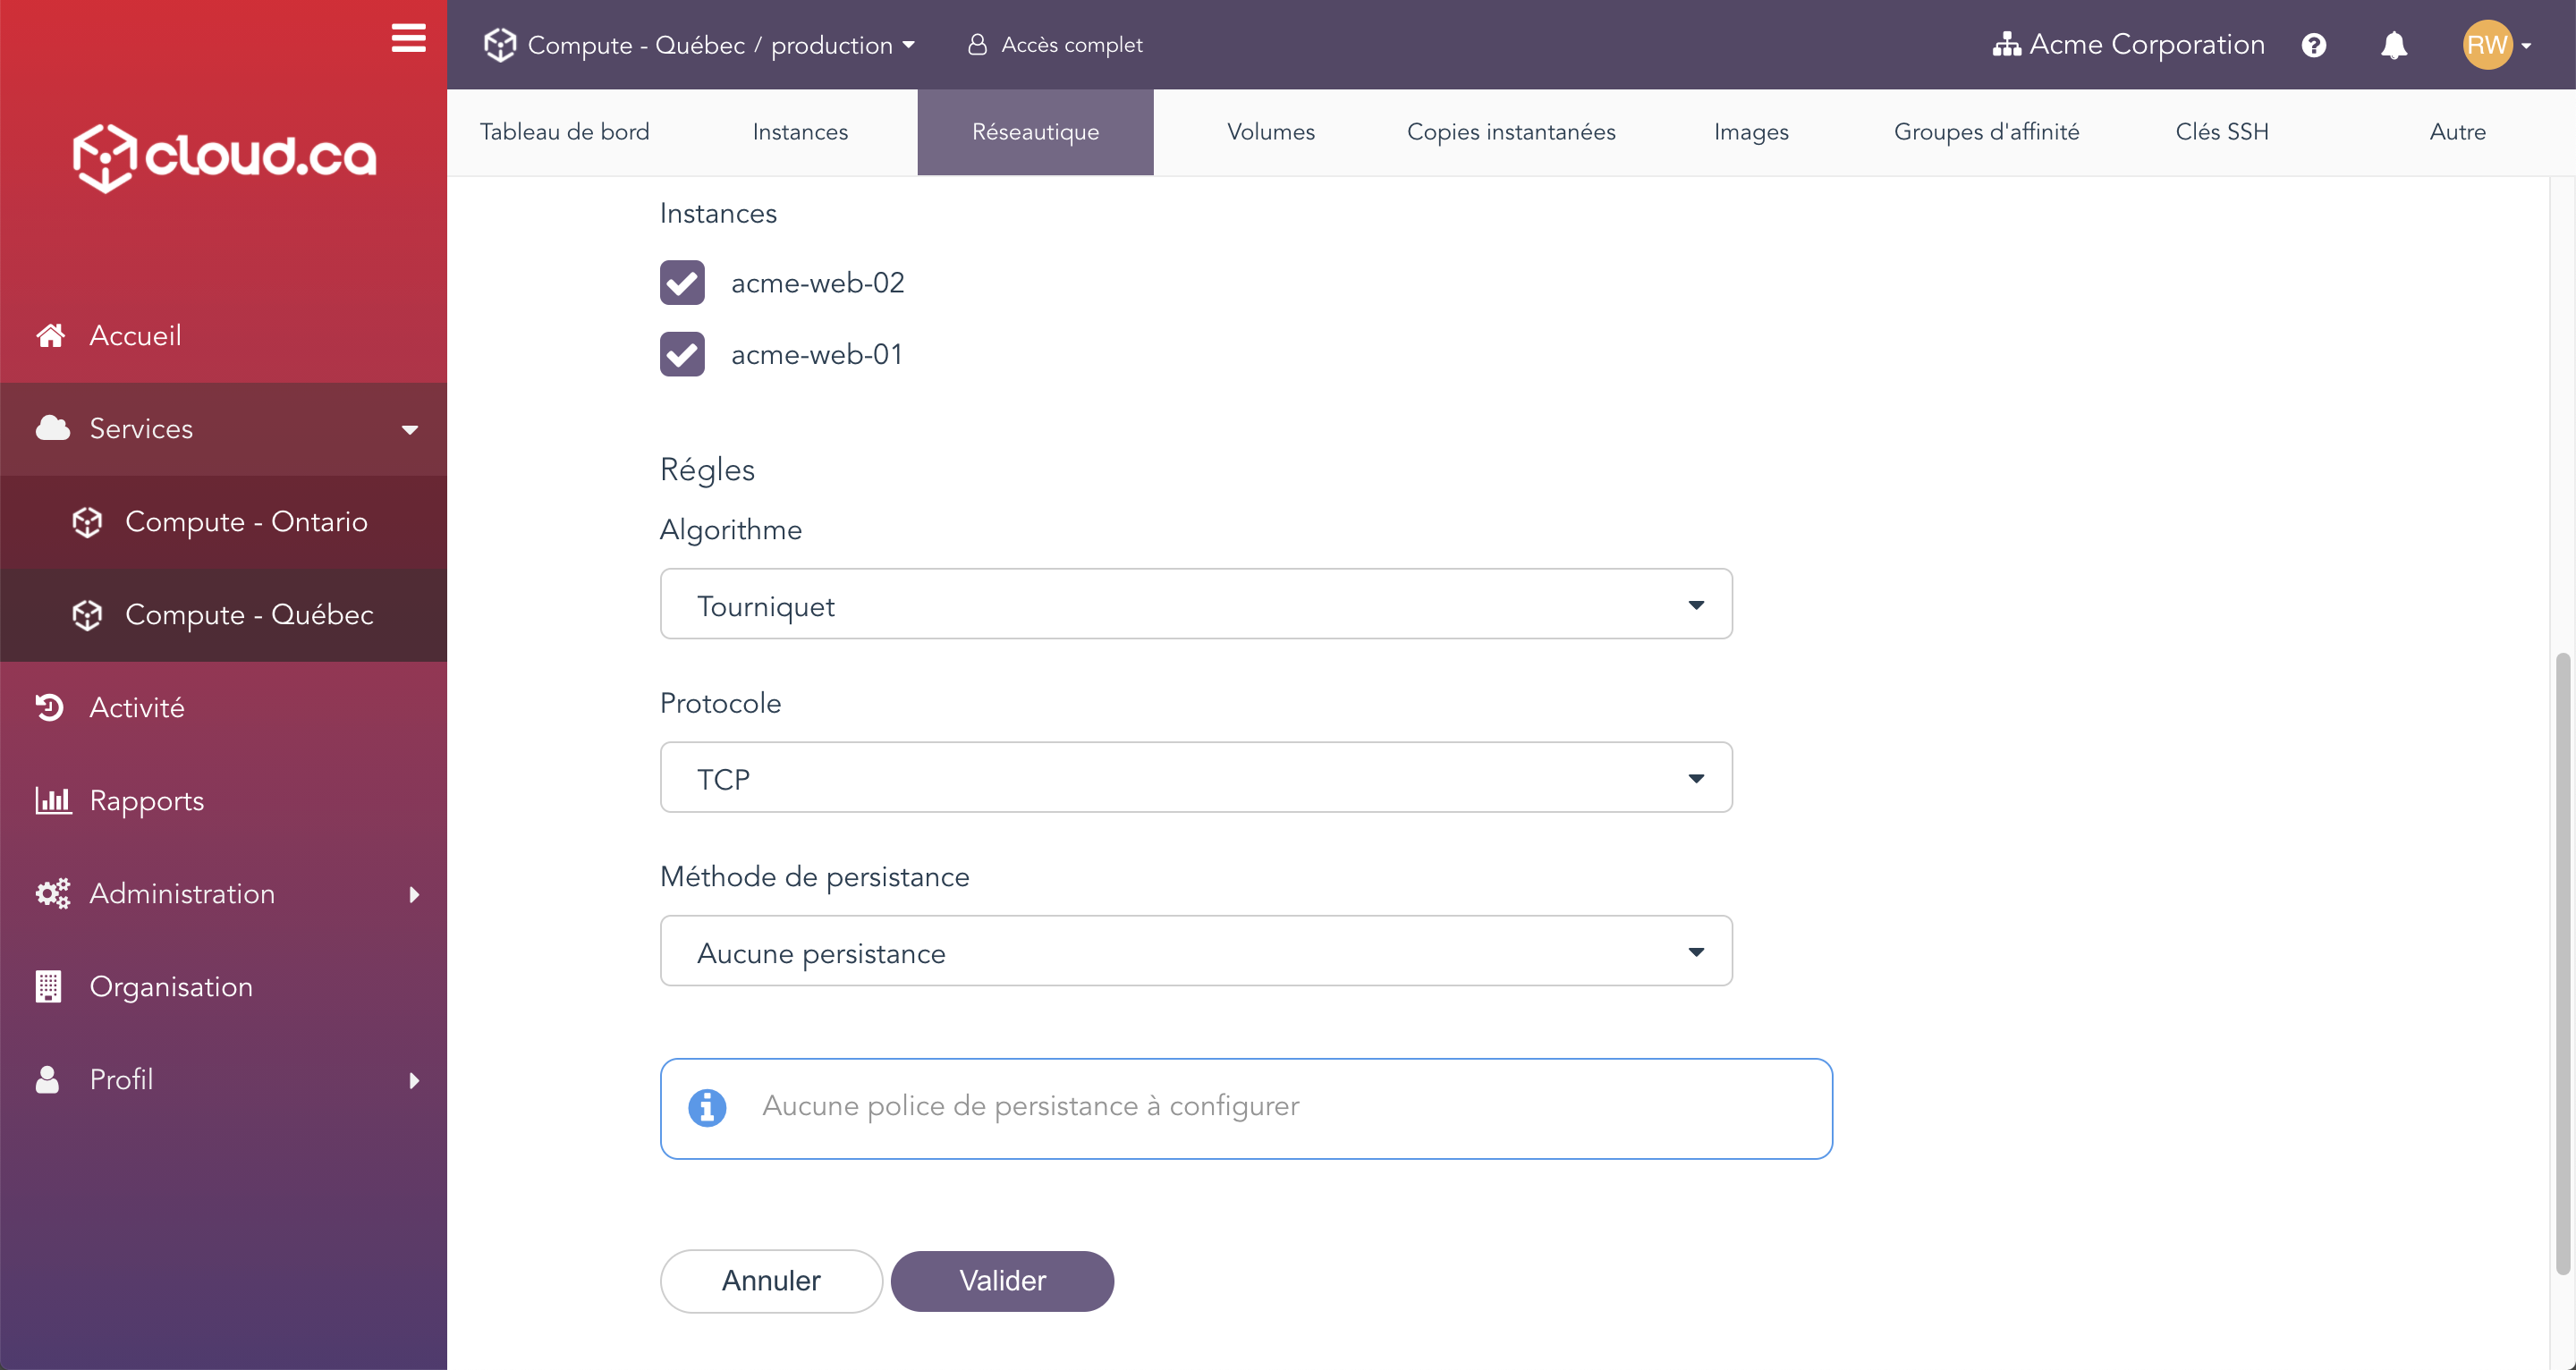 cloud.ca
Accueil
Services
Compute - Ontario
Compute - Québec
Activité
Rapports
Administration
Organisation
Profil
Compute - Québec / production
Accès complet
Acme Corporation
RW
Tableau de bord
Instances
Réseautique
Volumes
Copies instantanées
Images
Groupes d'affinité
Clés SSH
Autre
Instances
acme-web-02
acme-web-01
Régles
Algorithme
Tourniquet
Protocole
TCP
Méthode de persistance
Aucune persistance
Aucune police de persistance à configurer
Annuler
Valider